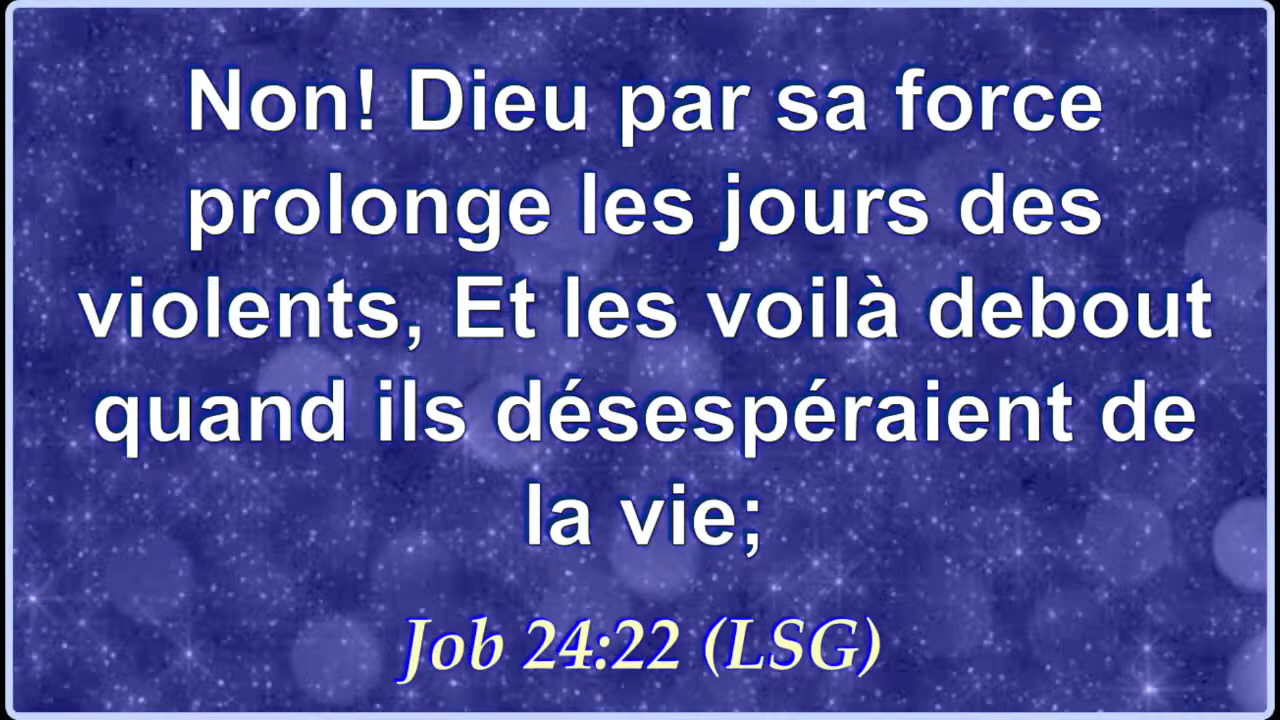 Non! Dieu par sa force
prolonge les jours des
violents, Et les voilà debout
quand ils désespéraient de
la vie;
Job 24:22 (LSG)